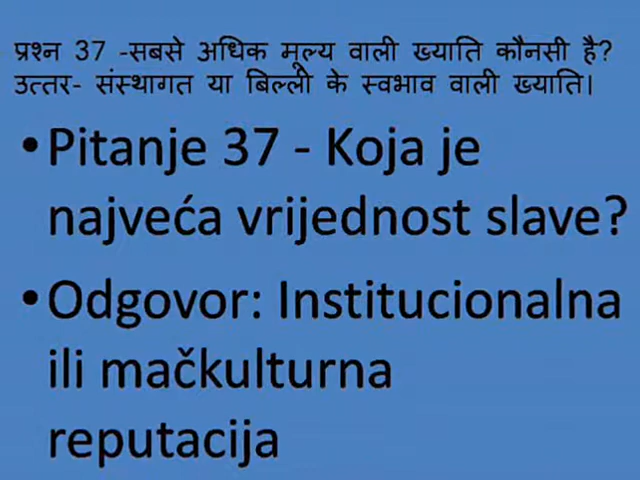 प्रश्न 37 -सबसे अधिक मूल्य वाली ख्याति कौनसी है?
उत्तर- संस्थागत या बिल्ली के स्वभाव वाली ख्याति।
• Pitanje 37 - Koja je
najveća vrijednost slave?
• Odgovor: Institucionalna
ili mačkulturna
reputacija